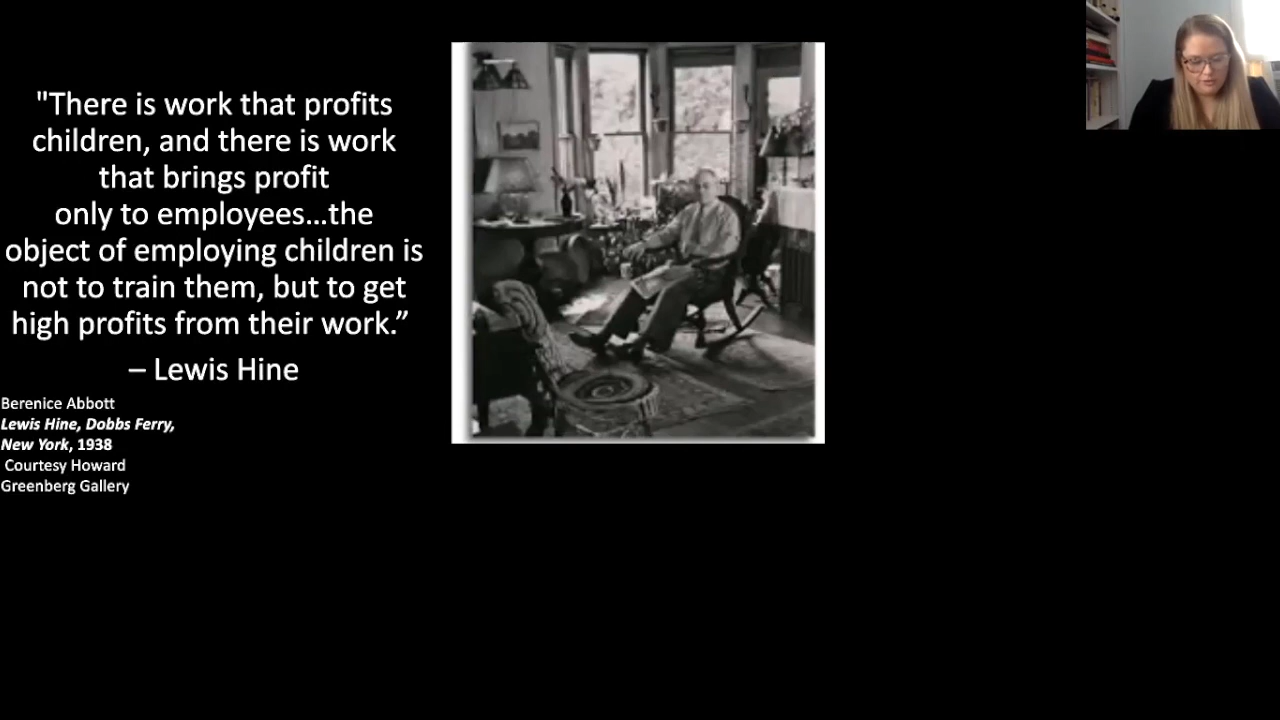 "There is work that profits
children, and there is work
that brings profit
only to employees…the
object of employing children is
not to train them, but to get
high profits from their work.”
– Lewis Hine
Berenice Abbott
Lewis Hine, Dobbs Ferry,
New York, 1938
Courtesy Howard
Greenberg Gallery